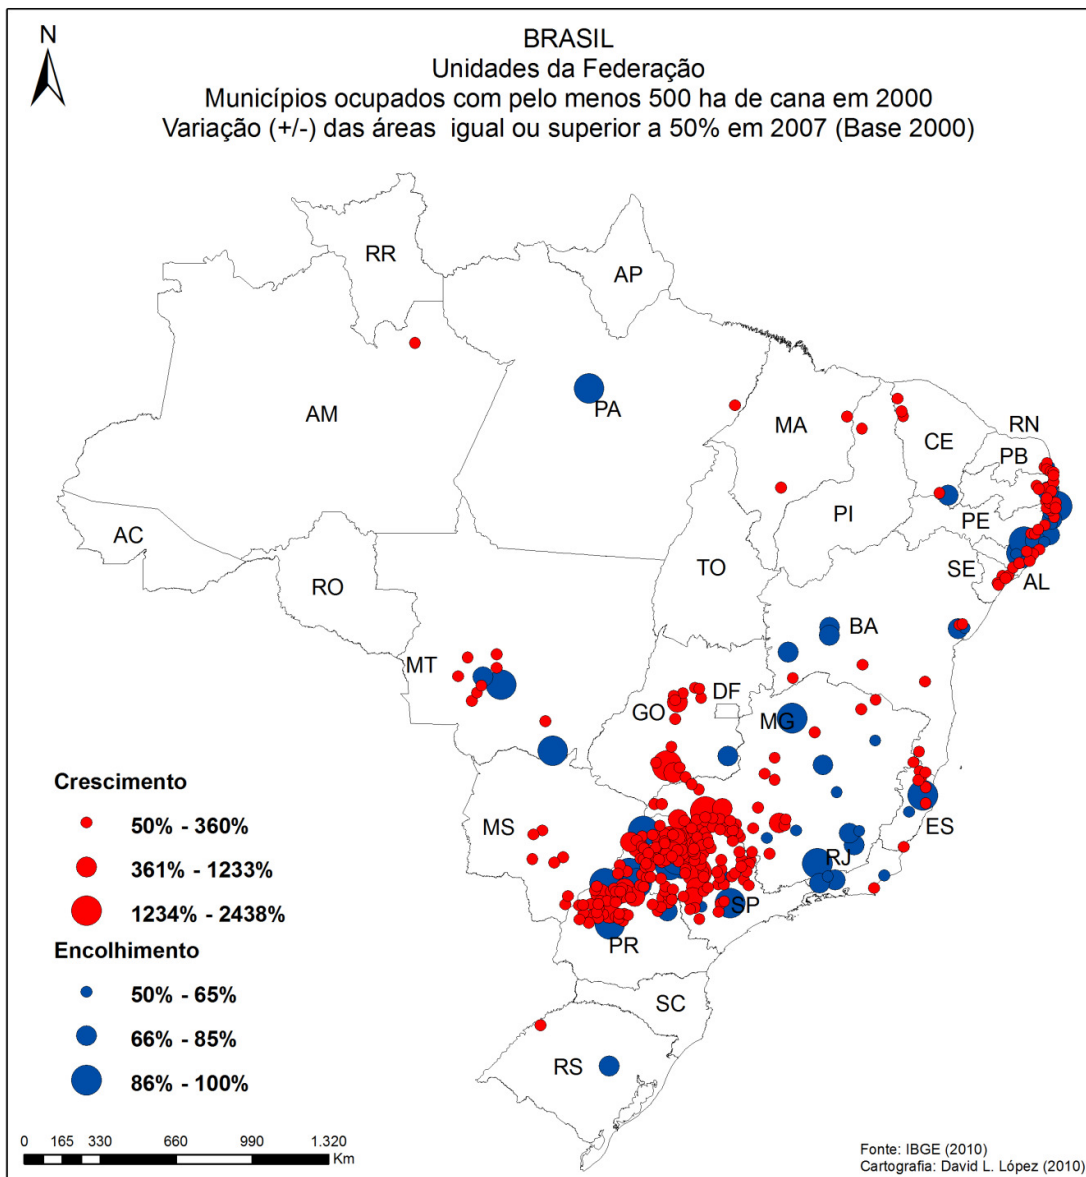 N
BRASIL
Unidades da Federação
Municípios ocupados com pelo menos 500 ha de cana em 2000
Variação (+/-) das áreas igual ou superior a 50% em 2007 (Base 2000)
RR
AP
AM
PA
MA
CE
RN
PB
PI
PE
AC
TO
SE
AL
RO
BA
MT
DF
GO
MG
Crescimento
50% - 360%
361% - 1233%
1234% - 2438%
MS
ES
RJ
SP
PR
Encolhimento
50% - 65%
66% - 85%
86% - 100%
SC
RS
0 165 330 660 990 1.320
Km
Fonte: IBGE (2010)
Cartografia: David L. López (2010)